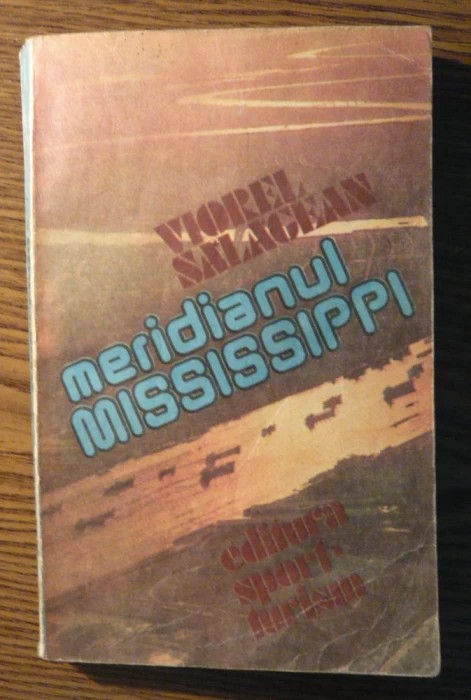 VIOREL
SALAGEAN
meridianul
MISSISSIPPI
editura
sport-
turism